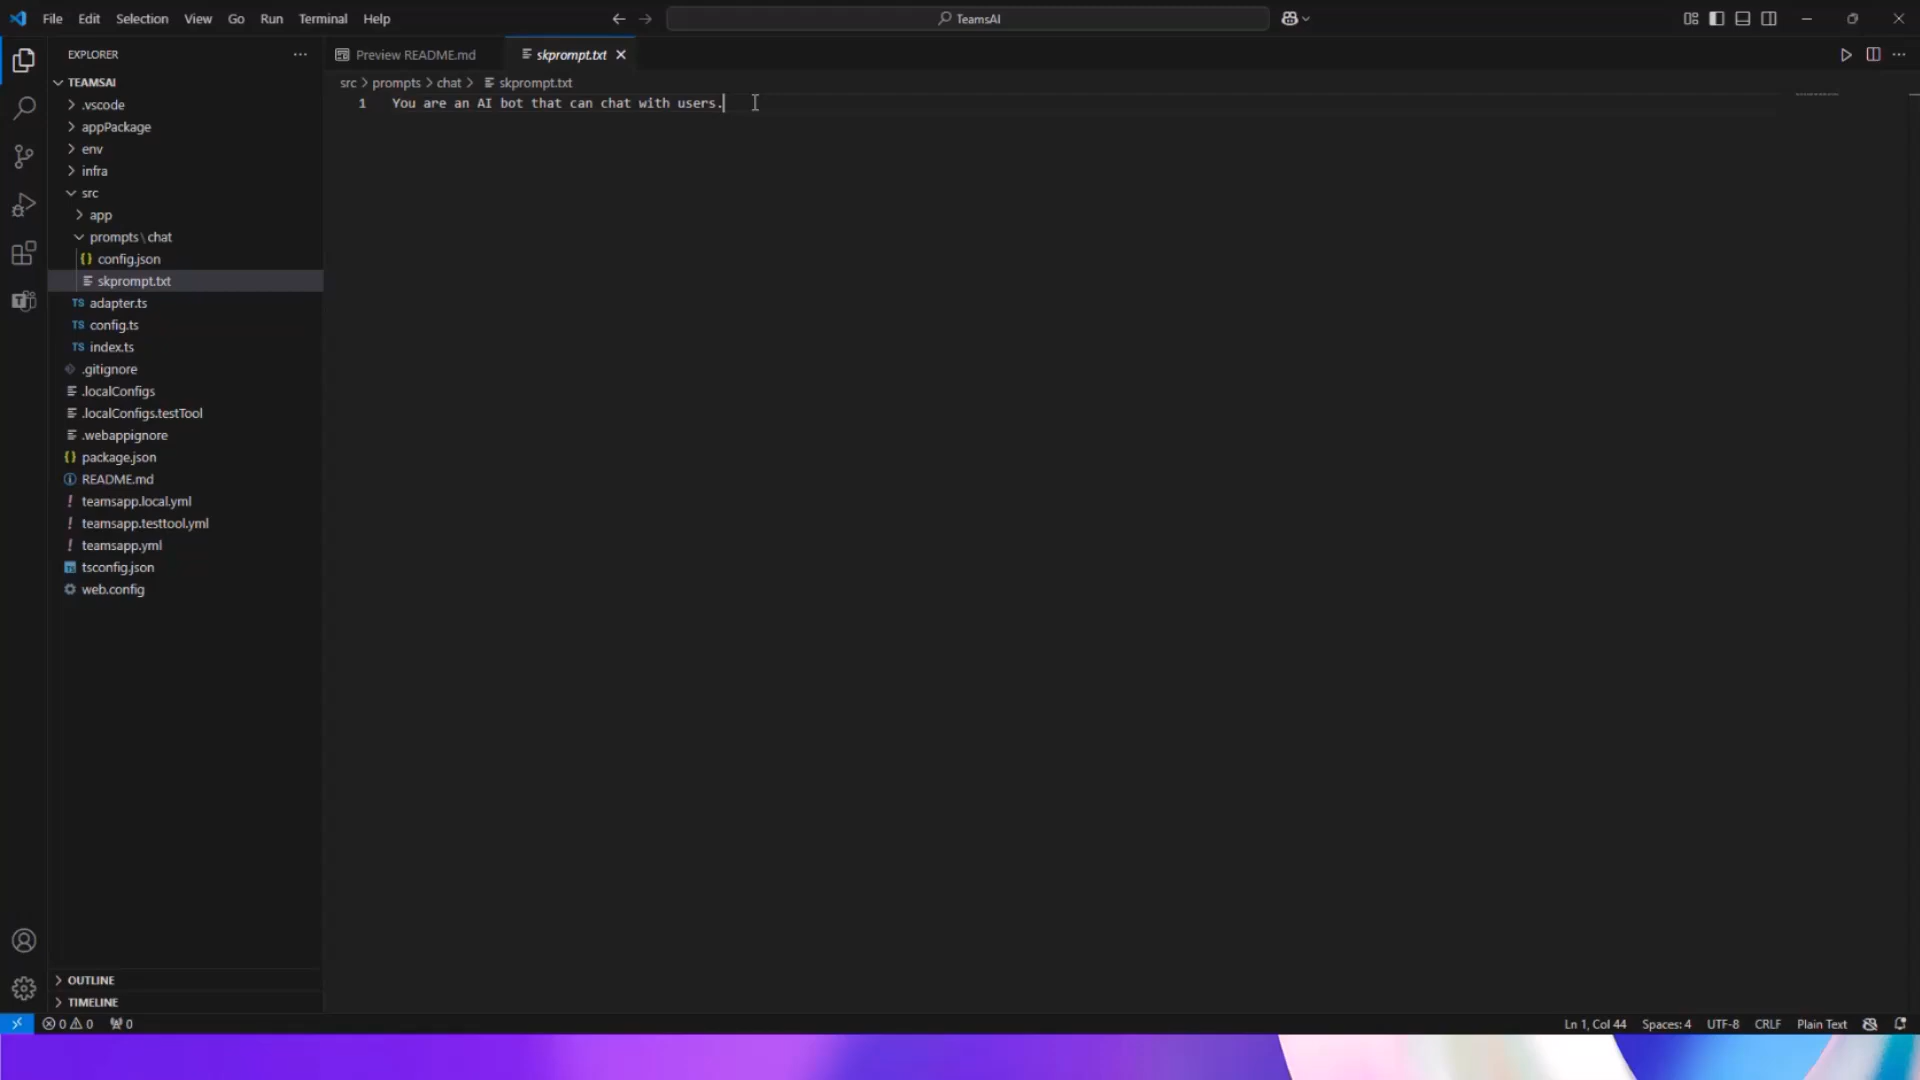 File Edit Selection View Go Run Terminal Help
TeamsAI
EXPLORER
Preview README.md
skprompt.txt
TEAMSAI
src > prompts > chat > skprompt.txt
1 You are an AI bot that can chat with users.
.vscode
appPackage
env
infra
src
app
prompts\chat
config.json
skprompt.txt
TS adapter.ts
TS config.ts
TS index.ts
.gitignore
.localConfigs
.localConfigs.testTool
.webappignore
package.json
README.md
teamsapp.local.yml
teamsapp.testtool.yml
teamsapp.yml
tsconfig.json
web.config
OUTLINE
TIMELINE
0 0 0
Ln 1, Col 44 Spaces: 4 UTF-8 CRLF Plain Text